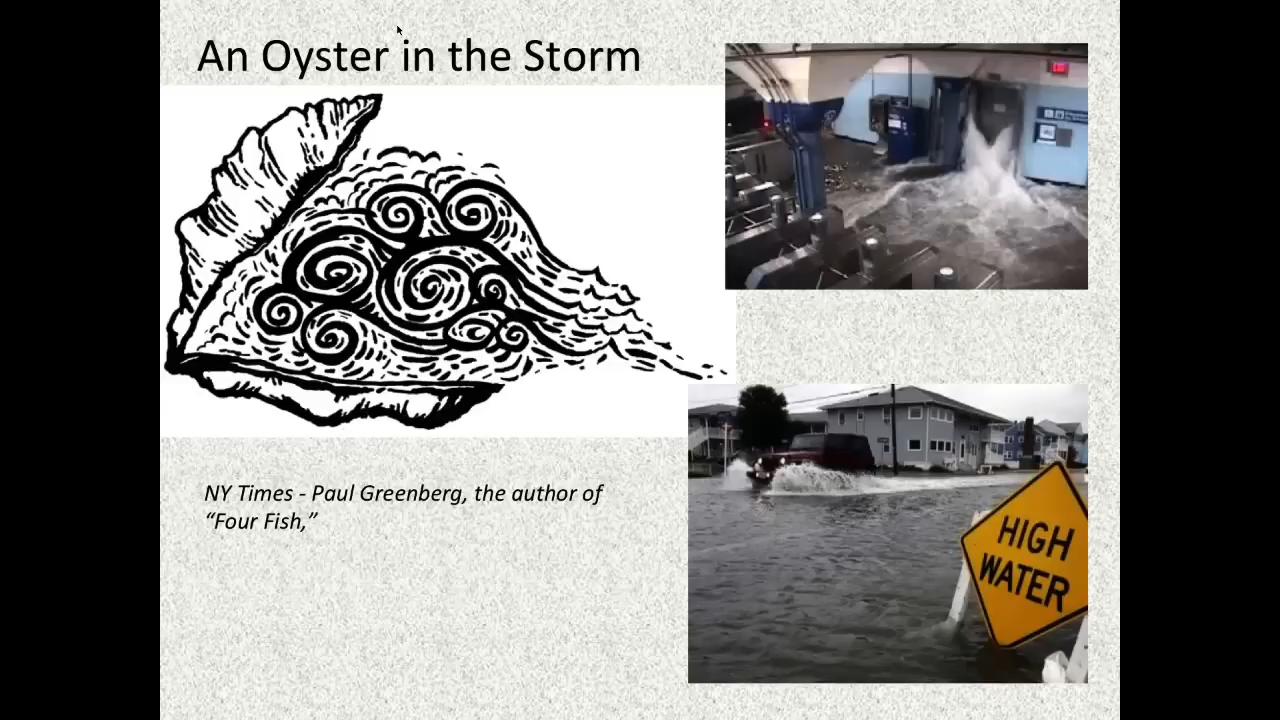 An Oyster in the Storm
NY Times - Paul Greenberg, the author of
“Four Fish,”
HIGH
WATER